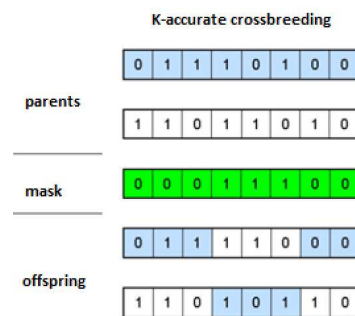 K-accurate crossbreeding
0 1 1 1 0 1 0 0
parents
1 1 0 1 1 0 1 0
mask
0 0 0 1 1 1 0 0
0 1 1 1 1 0 0 0
offspring
1 1 0 1 0 1 1 0